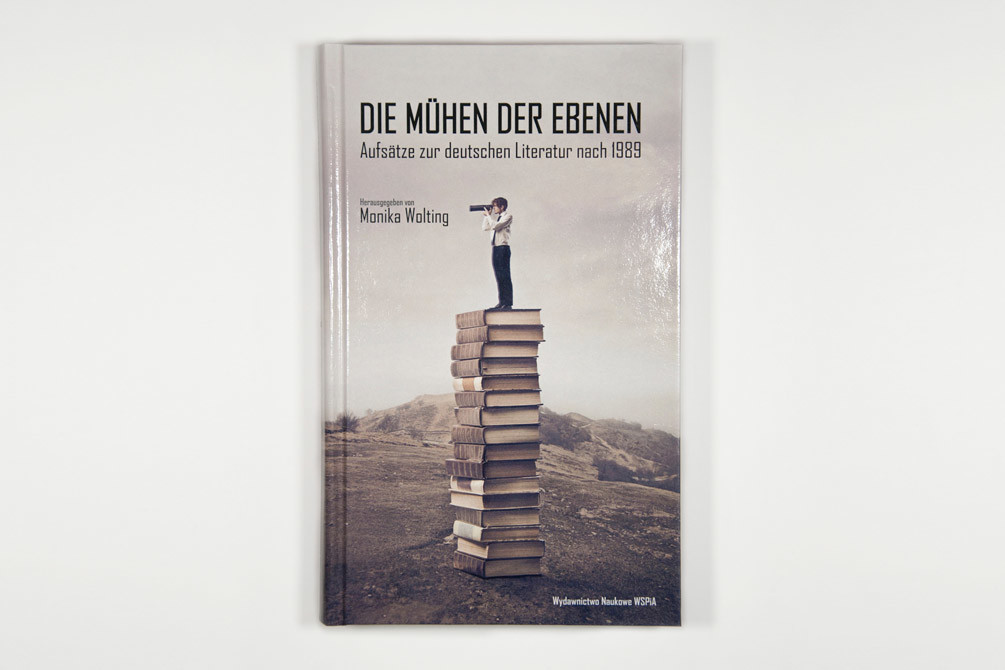 DIE MÜHEN DER EBENEN
Aufsätze zur deutschen Literatur nach 1989
Herausgegeben von
Monika Wolting
Wydawnictwo Naukowe WSPiA